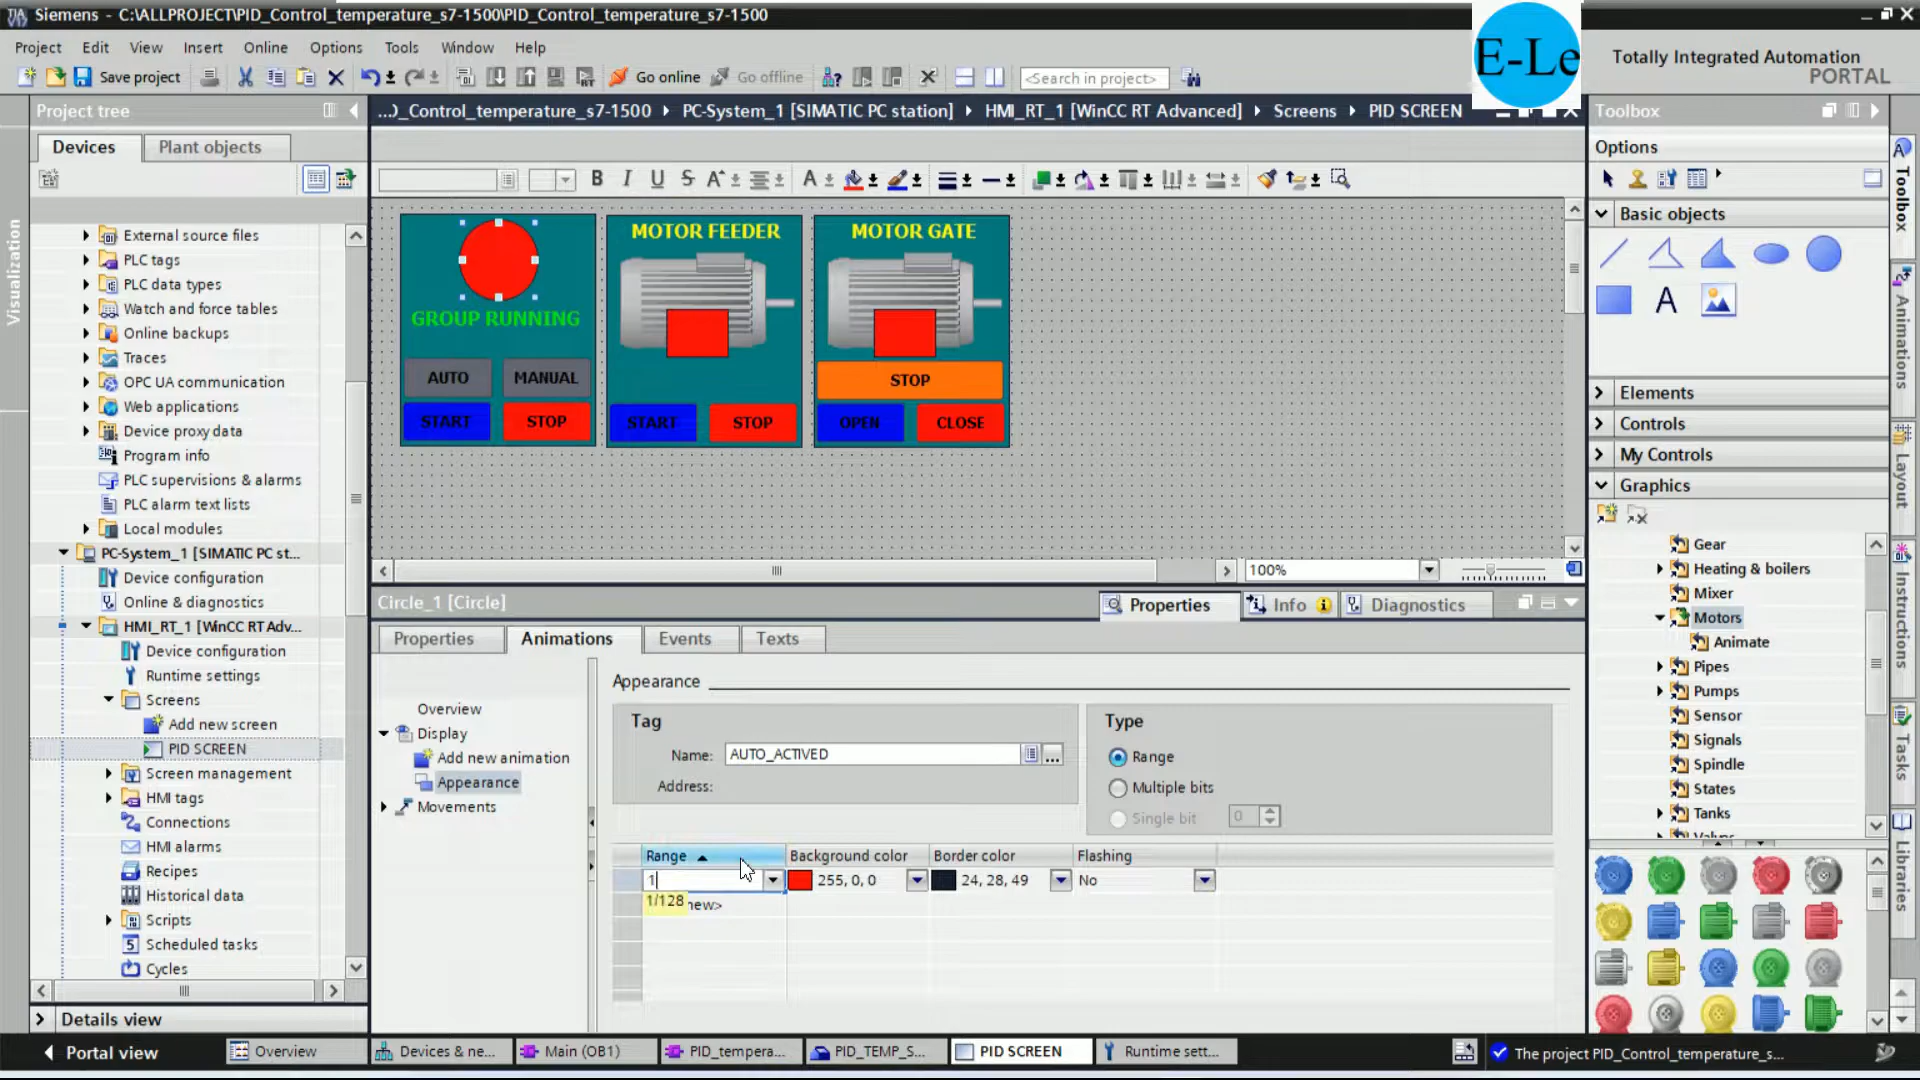 Siemens - C:\ALLPROJECT\PID_Control_temperature_s7-1500\PID_Control_temperature_s7-1500
Project Edit View Insert Online Options Tools Window Help
E-Le
Totally Integrated Automation
PORTAL
Save project
Go online
Go offline
<Search in project>
Project tree
...)_Control_temperature_s7-1500 PC-System_1 [SIMATIC PC station] HMI_RT_1 [WinCC RT Advanced] Screens PID SCREEN
Toolbox
Devices
Plant objects
Options
Visualization
External source files
PLC tags
PLC data types
Watch and force tables
Online backups
Traces
OPC UA communication
Web applications
Device proxy data
Program info
PLC supervisions & alarms
PLC alarm text lists
Local modules
PC-System_1 [SIMATIC PC st...
Device configuration
Online & diagnostics
HMI_RT_1 [WinCC RT Adv...
Device configuration
Runtime settings
Screens
Add new screen
PID SCREEN
Screen management
HMI tags
Connections
HMI alarms
Recipes
Historical data
Scripts
Scheduled tasks
Cycles
Details view
B I U S A A
GROUP RUNNING
AUTO MANUAL
START STOP
MOTOR FEEDER
START STOP
MOTOR GATE
STOP
OPEN CLOSE
100%
Circle_1 [Circle]
Properties
Info
Diagnostics
Properties
Animations
Events
Texts
Overview
Display
Add new animation
Appearance
Movements
Appearance
Tag
Name: AUTO_ACTIVED
...
Address:
Type
Range
Multiple bits
Single bit 0
Range Background color Border color Flashing
1 255, 0, 0 24, 28, 49 No
1/128
new>
Basic objects
A
Elements
Controls
My Controls
Graphics
Gear
Heating & boilers
Mixer
Motors
Animate
Pipes
Pumps
Sensor
Signals
Spindle
States
Tanks
Toolbox
Animations
Layout
Instructions
Tasks
Libraries
Portal view
Overview
Devices & ne...
Main (OB1)
PID_tempera...
PID_TEMP_S...
PID SCREEN
Runtime sett...
The project PID_Control_temperature_s...